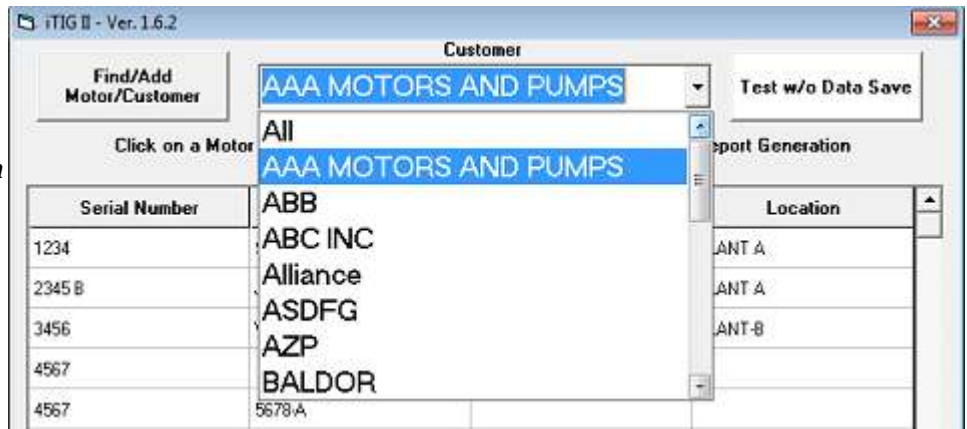 iTIG II - Ver. 1.6.2
Customer
Find/Add
Motor/Customer
AAA MOTORS AND PUMPS
Test w/o Data Save
Click on a Motor
Report Generation
All
AAA MOTORS AND PUMPS
ABB
ABC INC
Alliance
ASDFG
AZP
BALDOR
Serial Number
Location
1234
LANT A
2345 B
LANT A
3456
LANT-B
4567
4567
5678-A